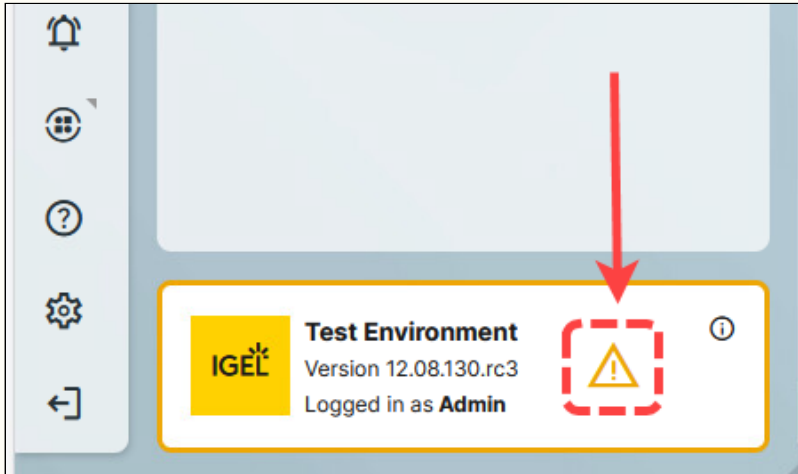 IGEL
Test Environment
Version 12.08.130.rc3
Logged in as Admin